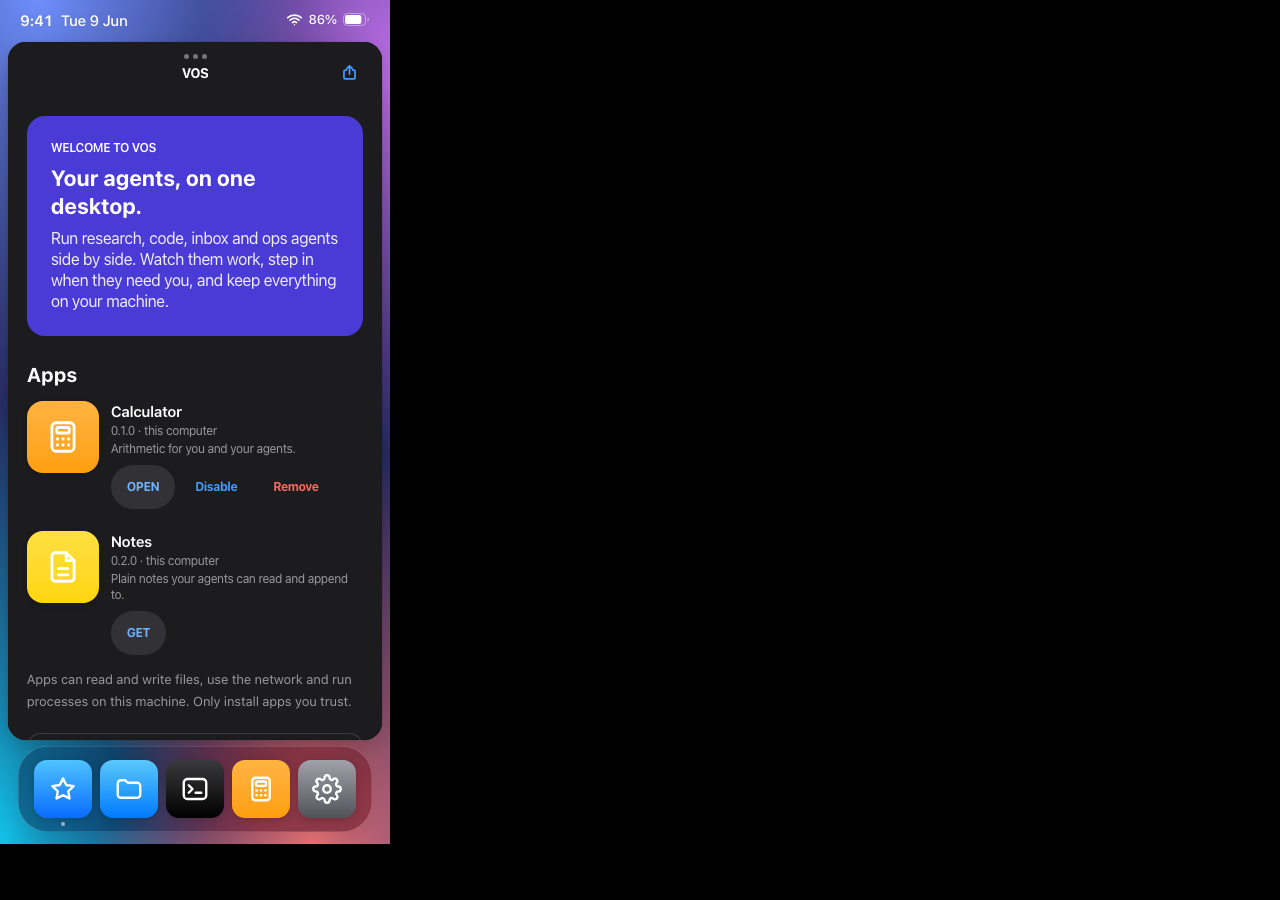 9:41 Tue 9 Jun 86%
VOS
WELCOME TO VOS
Your agents, on one
desktop.
Run research, code, inbox and ops agents
side by side. Watch them work, step in
when they need you, and keep everything
on your machine.
Apps
Calculator
0.1.0 · this computer
Arithmetic for you and your agents.
OPEN Disable Remove
Notes
0.2.0 · this computer
Plain notes your agents can read and append
to.
GET
Apps can read and write files, use the network and run
processes on this machine. Only install apps you trust.